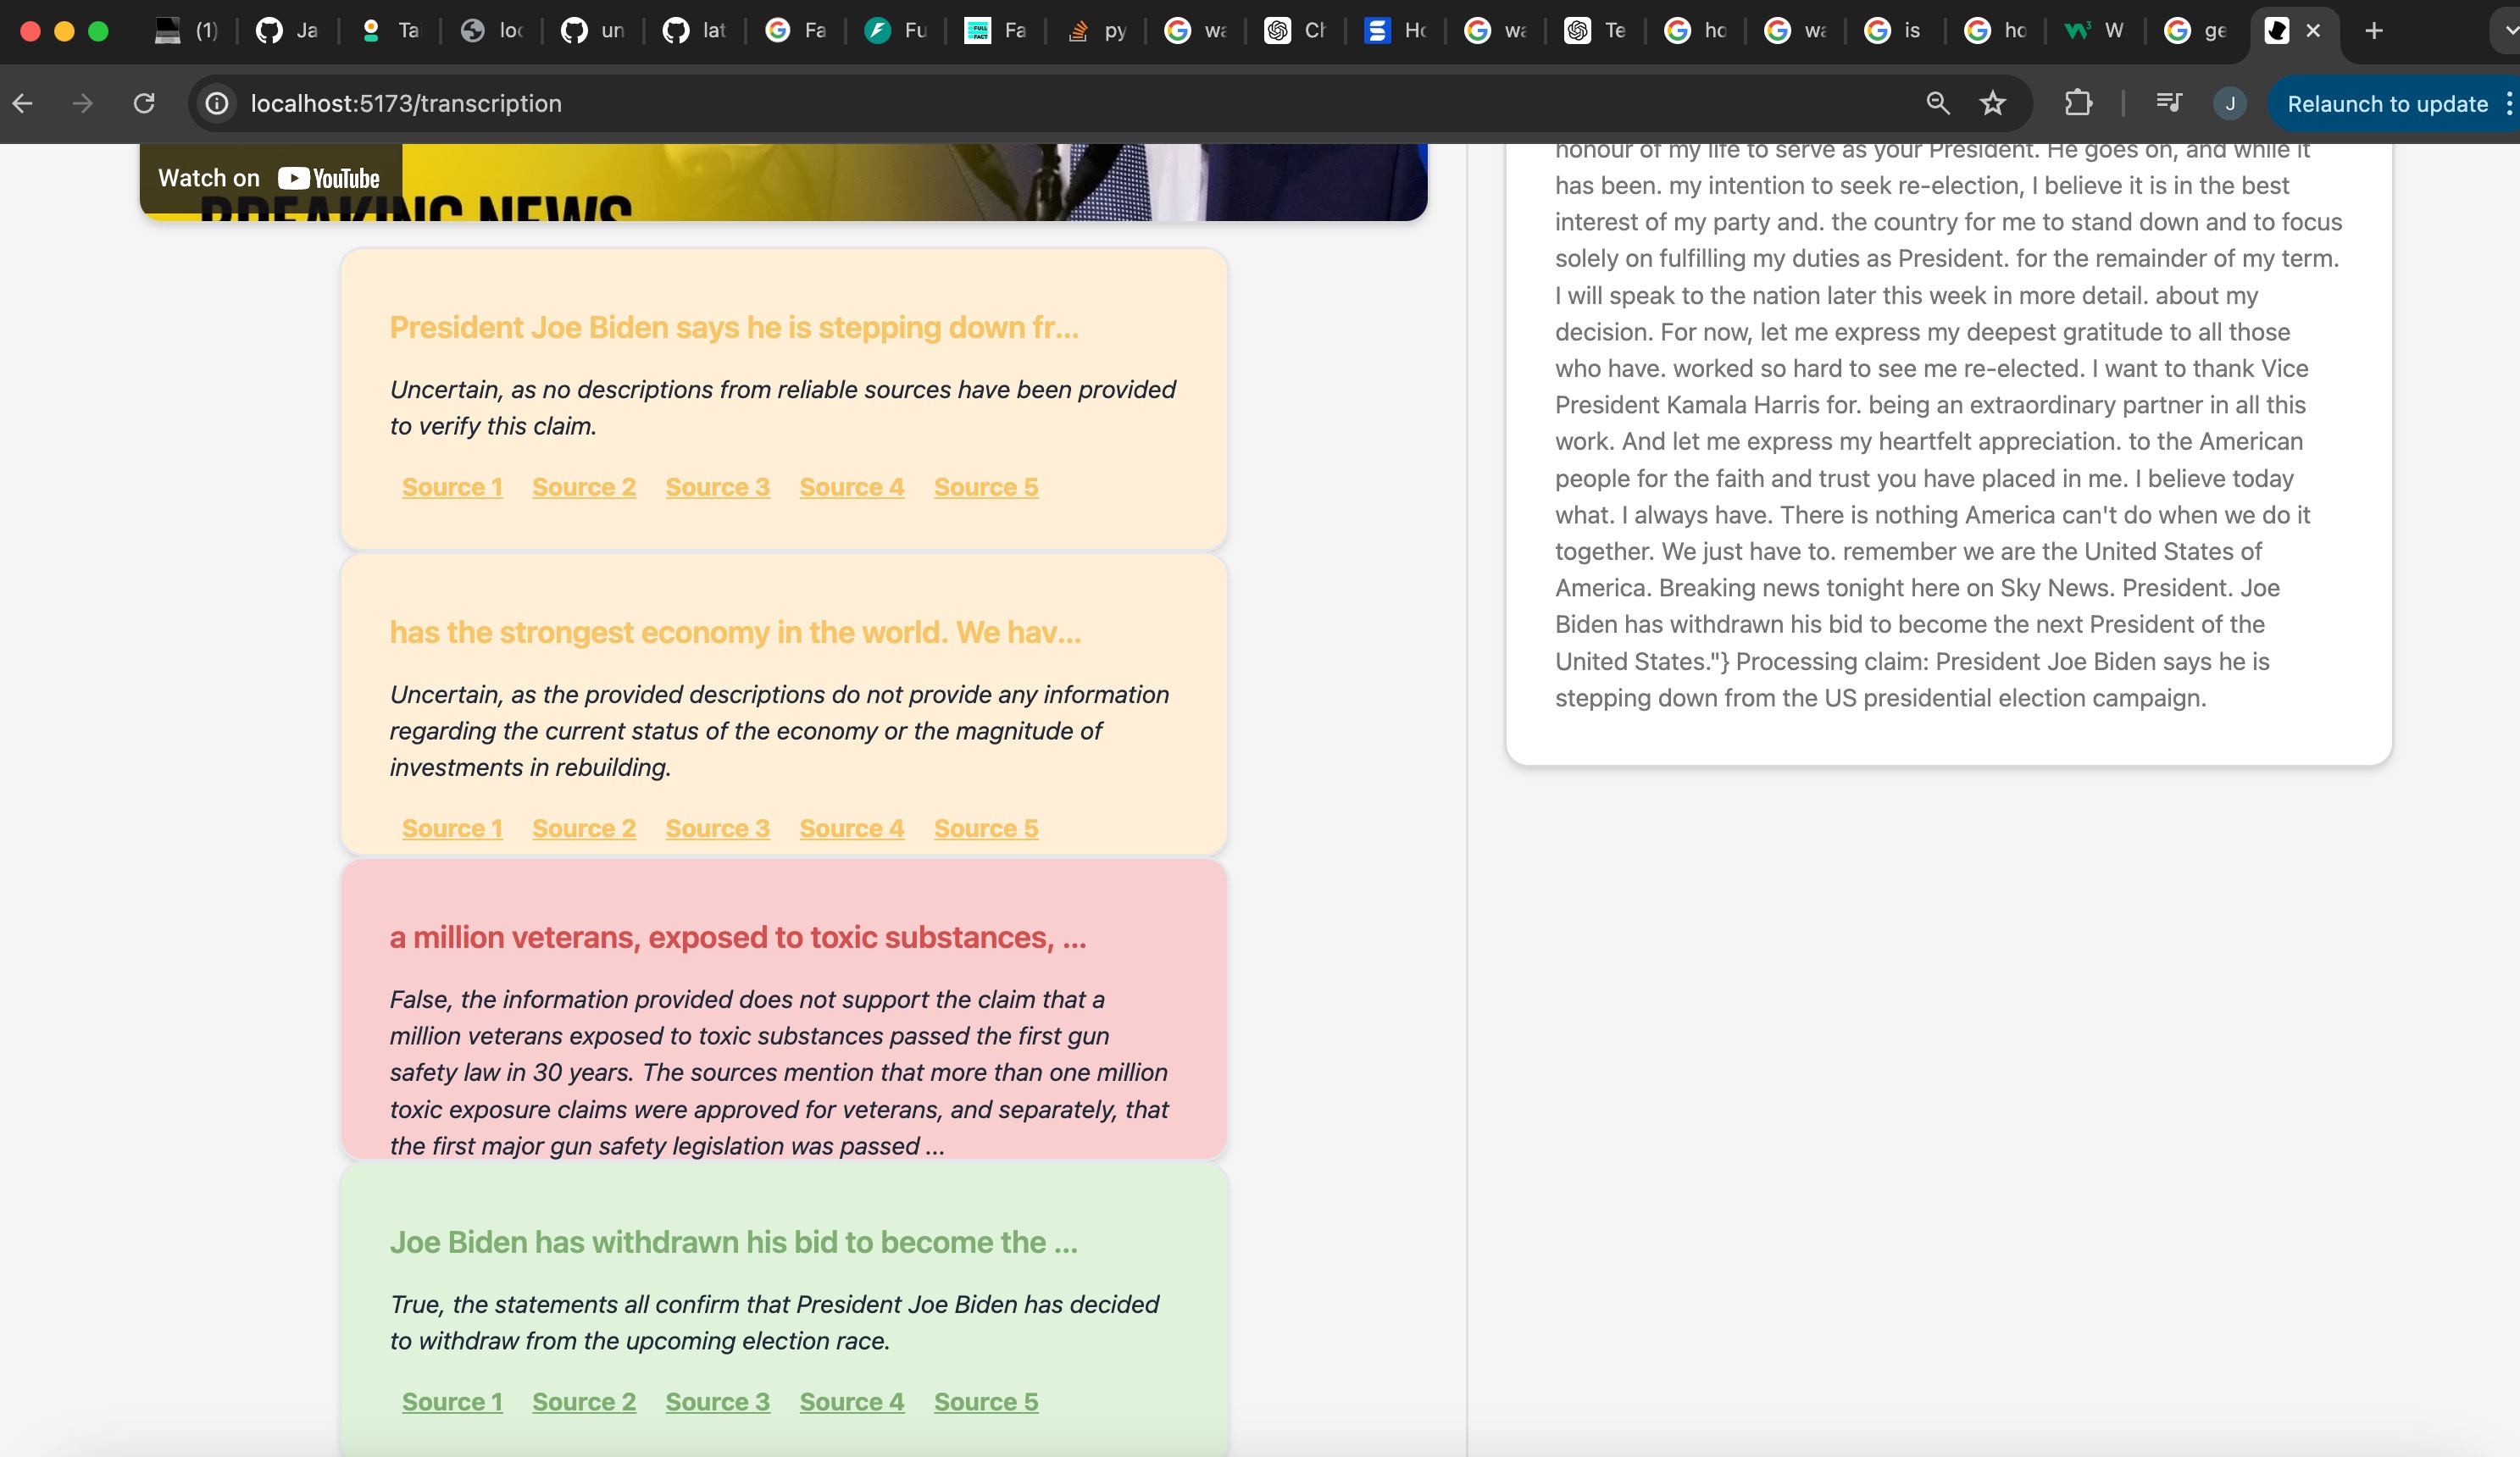 (1) Ja Ta loc un lat Fa Fu Fa py wa Ch Ho wa Te ho wa is ho W ge
localhost:5173/transcription
J
Relaunch to update
Watch on YouTube
BREAKING NEWS
President Joe Biden says he is stepping down fr...
Uncertain, as no descriptions from reliable sources have been provided
to verify this claim.
Source 1 Source 2 Source 3 Source 4 Source 5
has the strongest economy in the world. We hav...
Uncertain, as the provided descriptions do not provide any information
regarding the current status of the economy or the magnitude of
investments in rebuilding.
Source 1 Source 2 Source 3 Source 4 Source 5
a million veterans, exposed to toxic substances, ...
False, the information provided does not support the claim that a
million veterans exposed to toxic substances passed the first gun
safety law in 30 years. The sources mention that more than one million
toxic exposure claims were approved for veterans, and separately, that
the first major gun safety legislation was passed ...
Joe Biden has withdrawn his bid to become the ...
True, the statements all confirm that President Joe Biden has decided
to withdraw from the upcoming election race.
Source 1 Source 2 Source 3 Source 4 Source 5
honour of my life to serve as your President. He goes on, and while it
has been. my intention to seek re-election, I believe it is in the best
interest of my party and. the country for me to stand down and to focus
solely on fulfilling my duties as President. for the remainder of my term.
I will speak to the nation later this week in more detail. about my
decision. For now, let me express my deepest gratitude to all those
who have. worked so hard to see me re-elected. I want to thank Vice
President Kamala Harris for. being an extraordinary partner in all this
work. And let me express my heartfelt appreciation. to the American
people for the faith and trust you have placed in me. I believe today
what. I always have. There is nothing America can't do when we do it
together. We just have to. remember we are the United States of
America. Breaking news tonight here on Sky News. President. Joe
Biden has withdrawn his bid to become the next President of the
United States."} Processing claim: President Joe Biden says he is
stepping down from the US presidential election campaign.